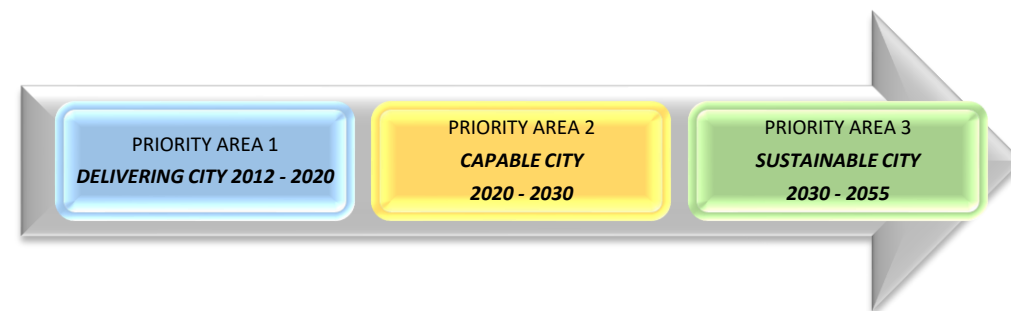 PRIORITY AREA 1
DELIVERING CITY 2012 - 2020
PRIORITY AREA 2
CAPABLE CITY
2020 - 2030
PRIORITY AREA 3
SUSTAINABLE CITY
2030 - 2055